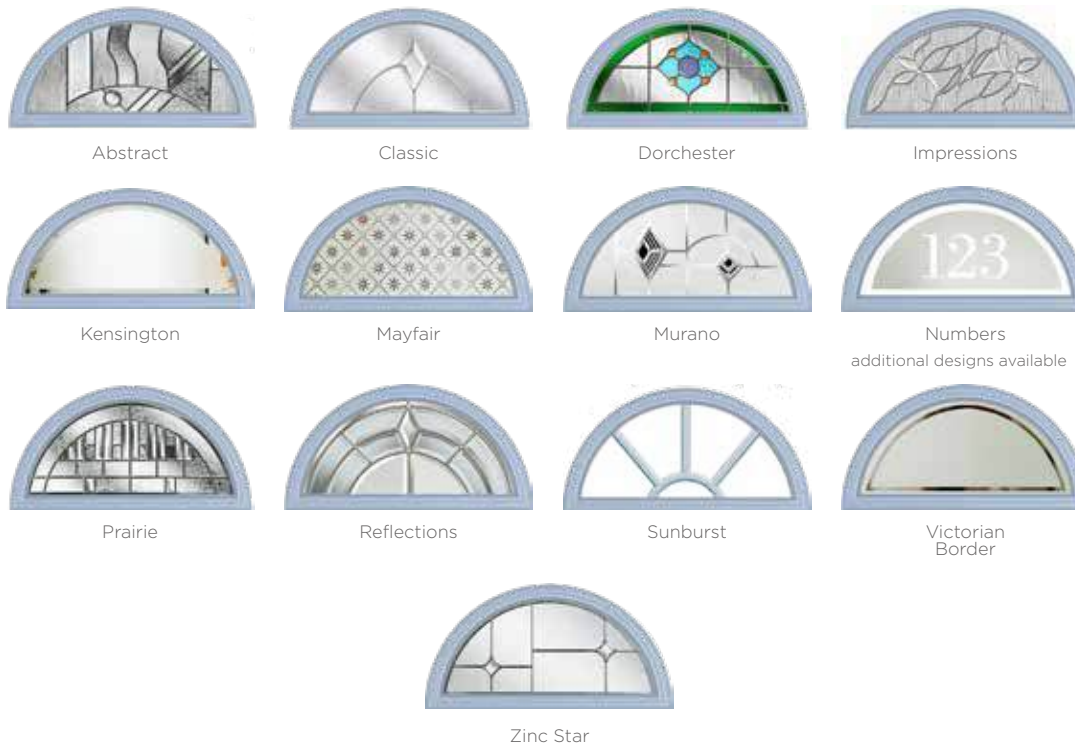 Abstract
Classic
Dorchester
Impressions
Kensington
Mayfair
Murano
123
Numbers
additional designs available
Prairie
Reflections
Sunburst
Victorian
Border
Zinc Star